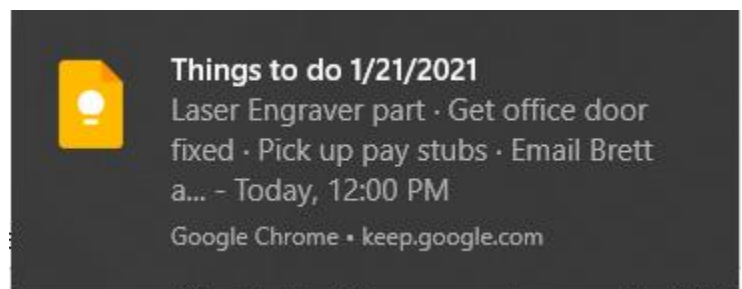 Things to do 1/21/2021
Laser Engraver part · Get office door
fixed · Pick up pay stubs · Email Brett
a... - Today, 12:00 PM
Google Chrome • keep.google.com